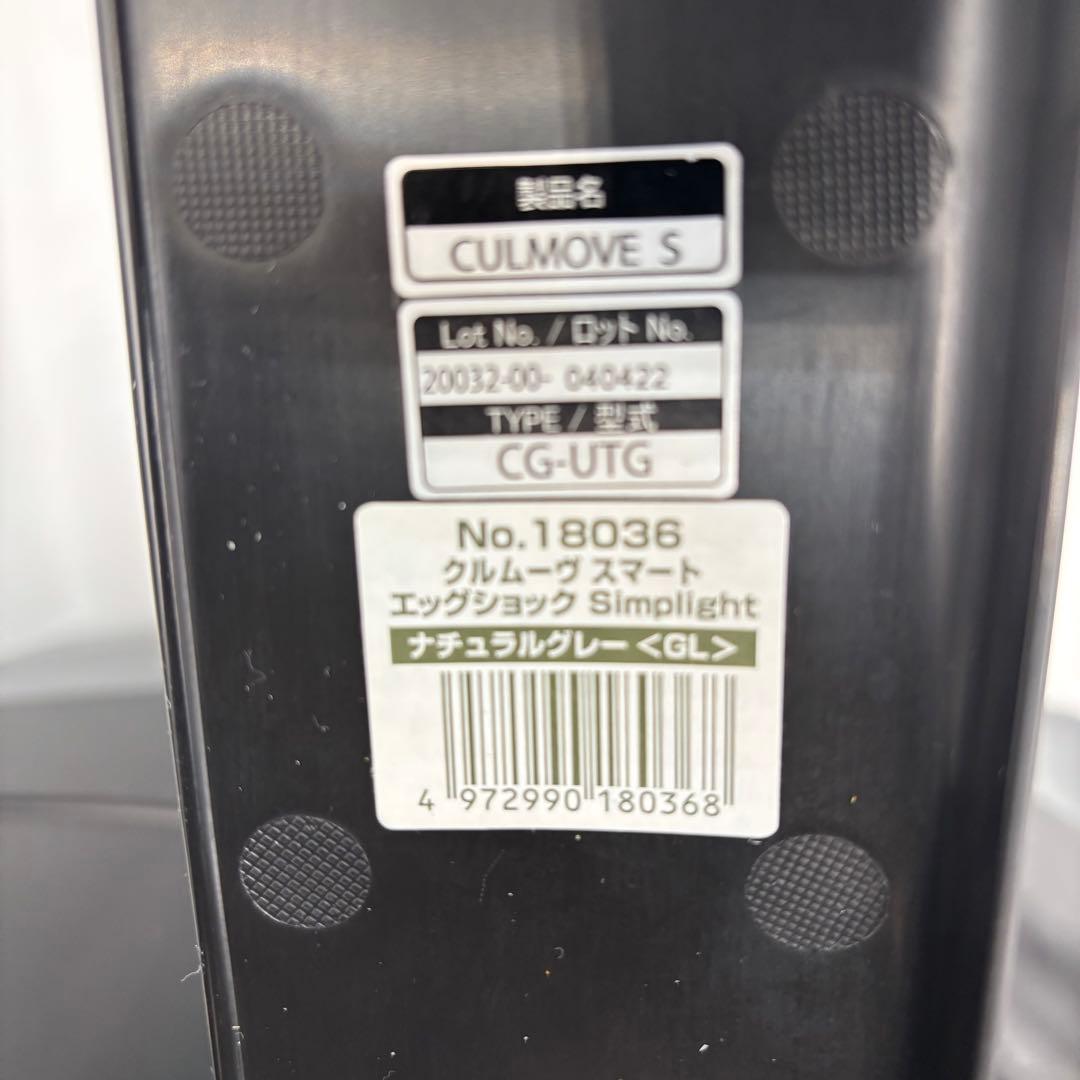 製品名
CULMOVE S
Lot No. / ロット No.
20032-00- 040422
TYPE / 型式
CG-UTG
No.18036
クルムーヴ スマート
エッグショック Simplight
ナチュラルグレー<GL>
4 972990 180368